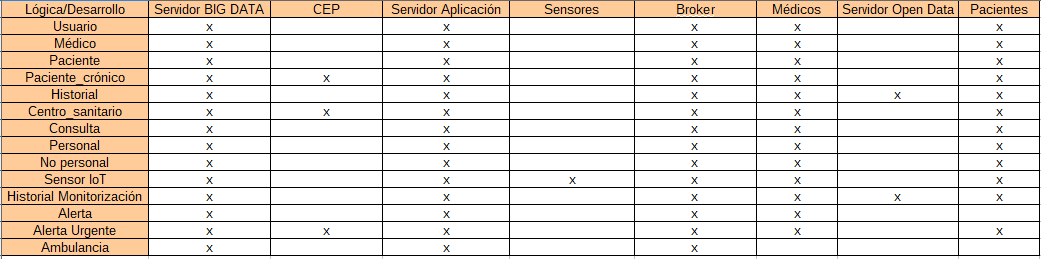 Lógica/Desarrollo Servidor BIG DATA CEP Servidor Aplicación Sensores Broker Médicos Servidor Open Data Pacientes
Usuario x x x x x
Médico x x x x x
Paciente x x x x x
Paciente_crónico x x x x x x
Historial x x x x x x
Centro_sanitario x x x x x x
Consulta x x x x x
Personal x x x x x
No personal x x x x x
Sensor IoT x x x x x x
Historial Monitorización x x x x x x
Alerta x x x x
Alerta Urgente x x x x x x
Ambulancia x x x